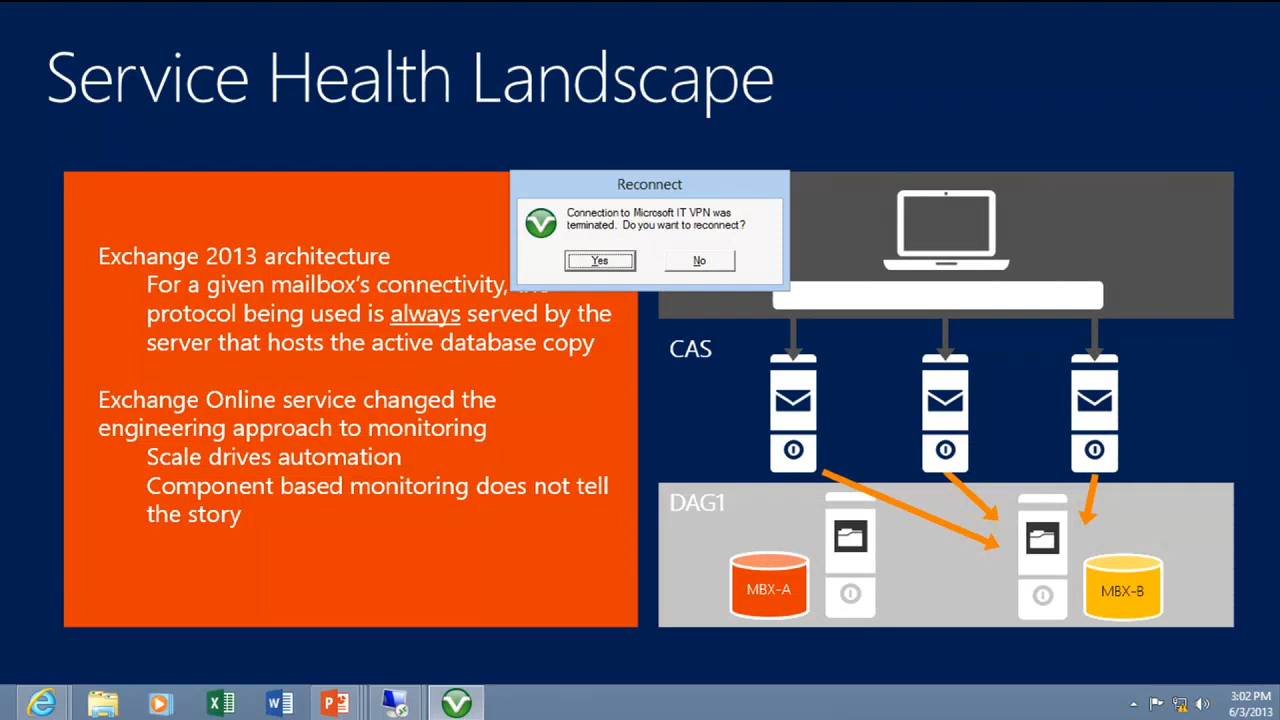 Service Health Landscape
Reconnect
Connection to Microsoft IT VPN was
terminated. Do you want to reconnect?
Yes
No
Exchange 2013 architecture
For a given mailbox's connectivity,
protocol being used is always served by the
server that hosts the active database copy
Exchange Online service changed the
engineering approach to monitoring
Scale drives automation
Component based monitoring does not tell
the story
CAS
DAG1
MBX-A
MBX-B
3:02 PM
6/3/2013